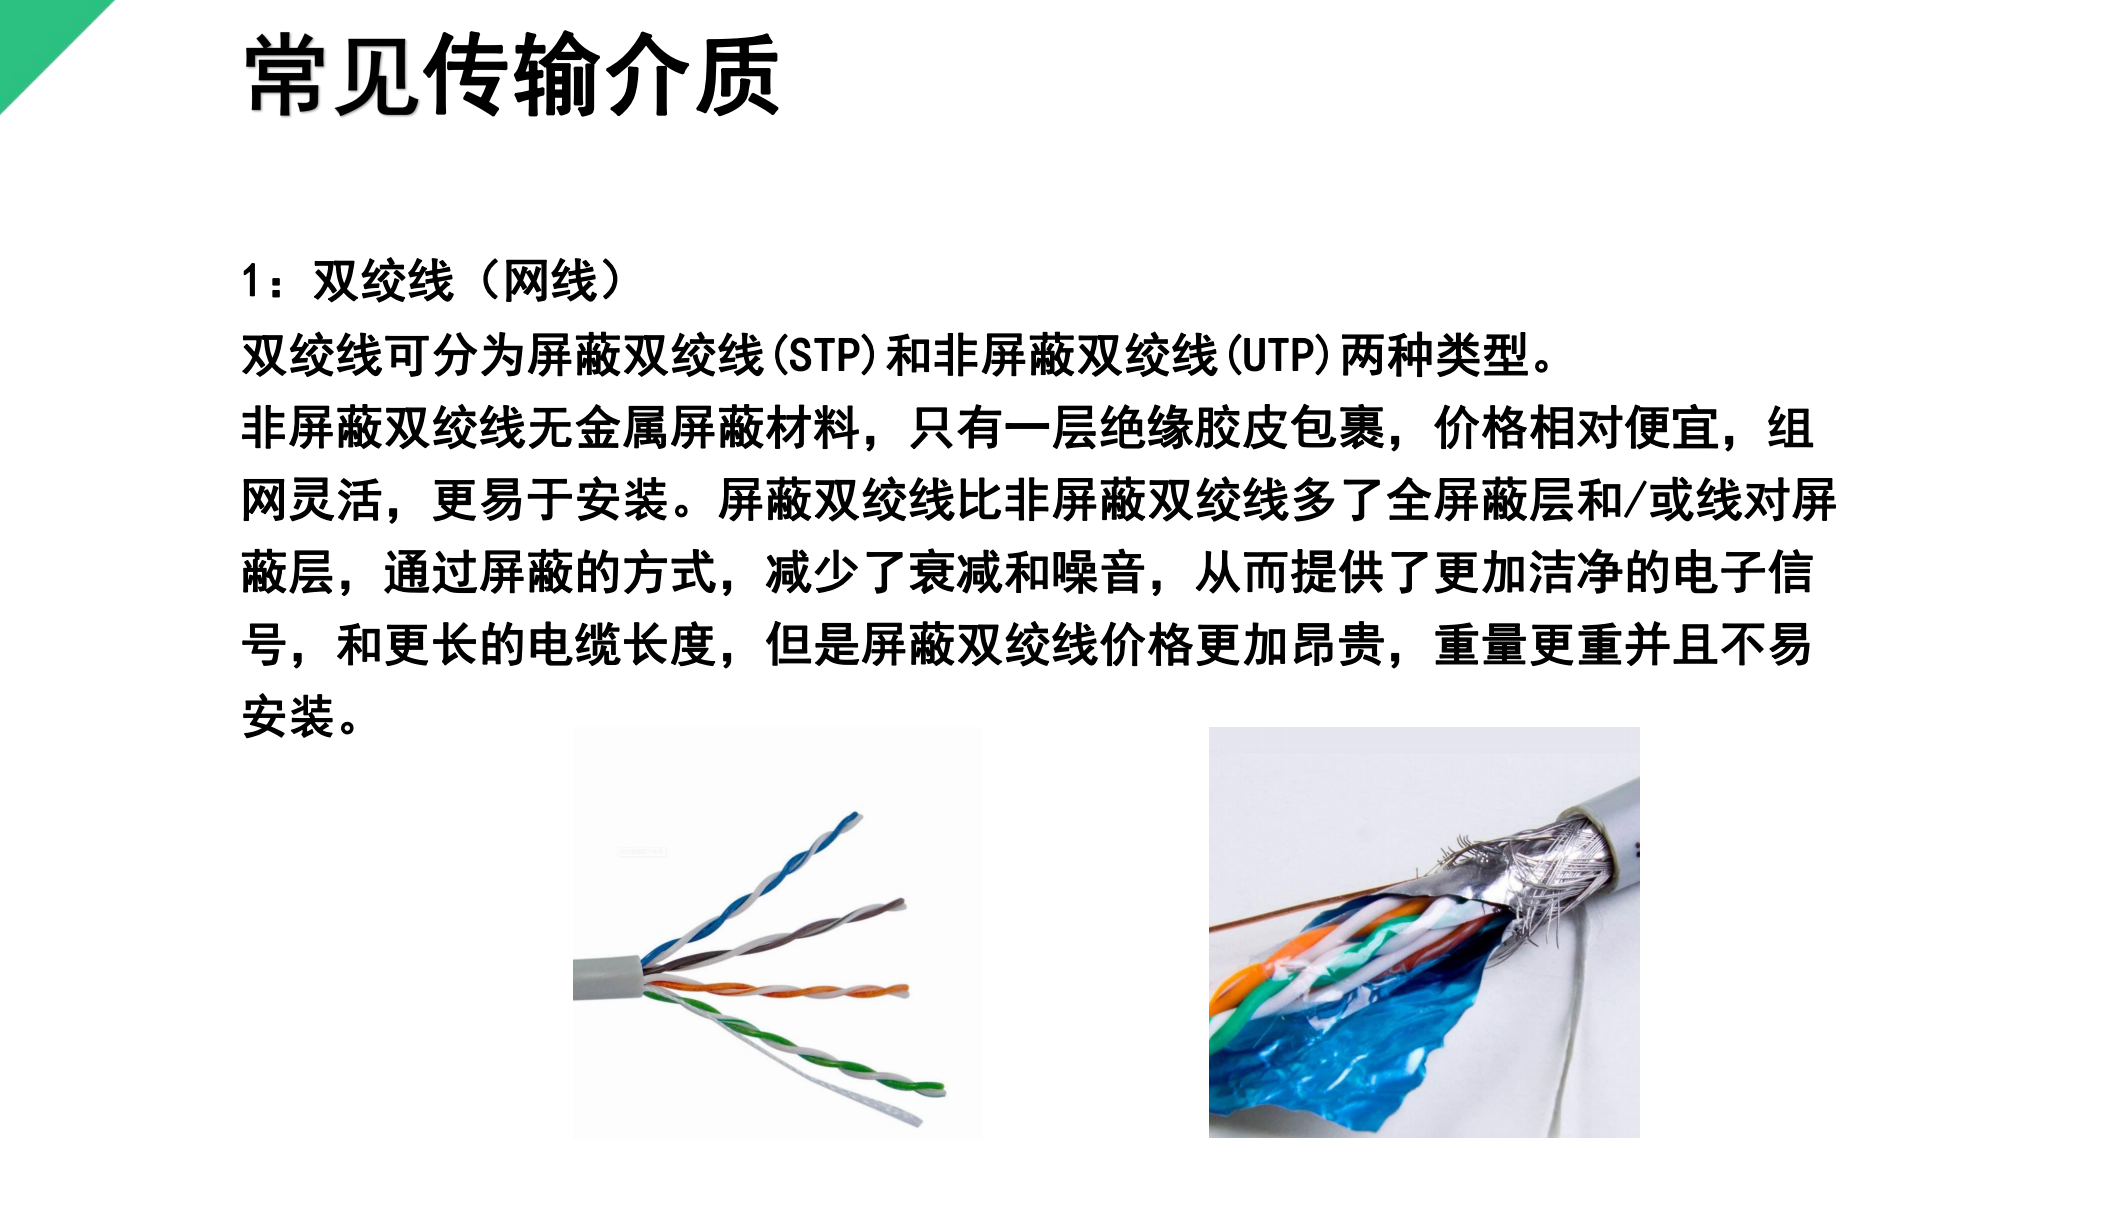 常见传输介质
1：双绞线（网线）
双绞线可分为屏蔽双绞线(STP)和非屏蔽双绞线(UTP)两种类型。
非屏蔽双绞线无金属屏蔽材料，只有一层绝缘胶皮包裹，价格相对便宜，组
网灵活，更易于安装。屏蔽双绞线比非屏蔽双绞线多了全屏蔽层和/或线对屏
蔽层，通过屏蔽的方式，减少了衰减和噪音，从而提供了更加洁净的电子信
号，和更长的电缆长度，但是屏蔽双绞线价格更加昂贵，重量更重并且不易
安装。